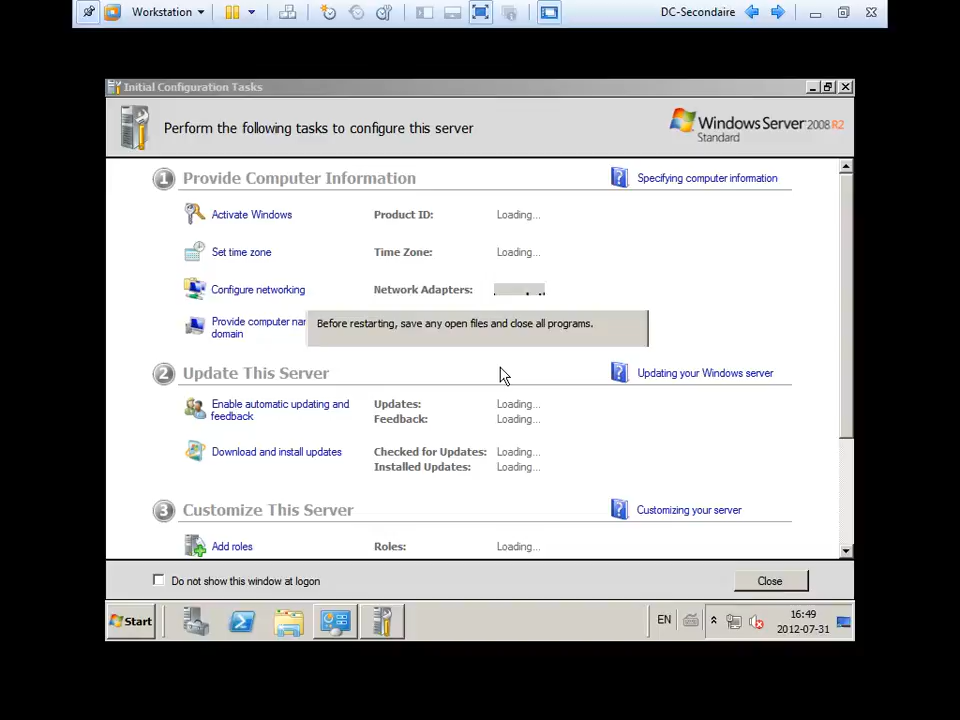 Workstation
DC-Secondaire
Initial Configuration Tasks
Perform the following tasks to configure this server
Windows Server 2008 R2
Standard
1 Provide Computer Information
Specifying computer information
Activate Windows
Product ID:
Loading...
Set time zone
Time Zone:
Loading...
Configure networking
Network Adapters:
Provide computer na
domain
Before restarting, save any open files and close all programs.
2 Update This Server
Updating your Windows server
Enable automatic updating and
feedback
Updates:
Loading...
Feedback:
Loading...
Download and install updates
Checked for Updates:
Loading...
Installed Updates:
Loading...
3 Customize This Server
Customizing your server
Add roles
Roles:
Loading...
Do not show this window at logon
Close
Start
EN
16:49
2012-07-31